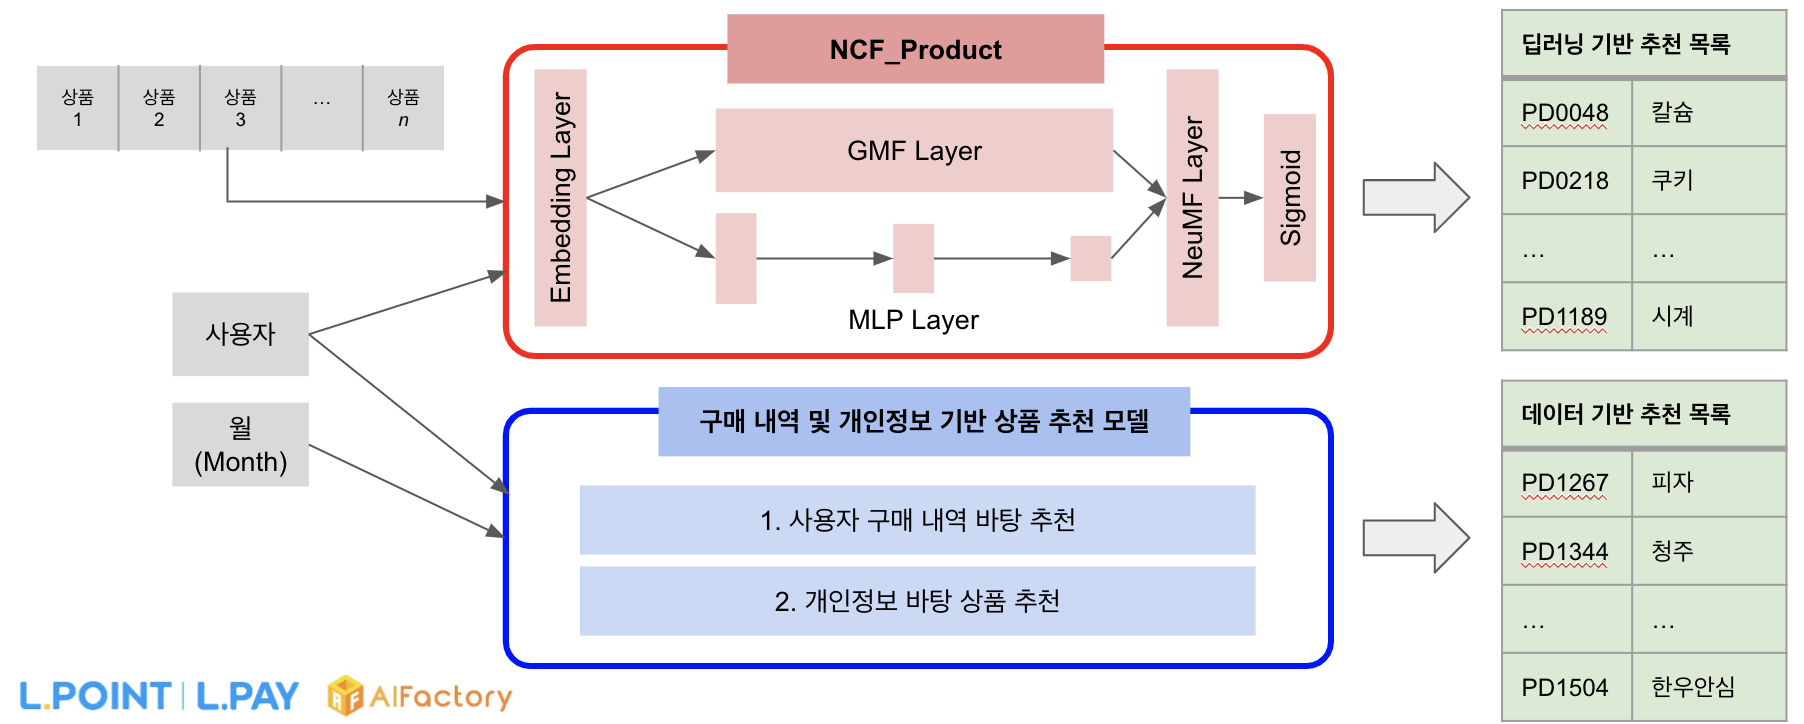 상품
1
상품
2
상품
3
...
상품
n
사용자
월
(Month)
NCF_Product
Embedding Layer
GMF Layer
MLP Layer
NeuMF Layer
Sigmoid
구매 내역 및 개인정보 기반 상품 추천 모델
1. 사용자 구매 내역 바탕 추천
2. 개인정보 바탕 상품 추천
딥러닝 기반 추천 목록
PD0048 칼슘
PD0218 쿠키
... ...
PD1189 시계
데이터 기반 추천 목록
PD1267 피자
PD1344 청주
... ...
PD1504 한우안심
L.POINT | L.PAY
AIFactory